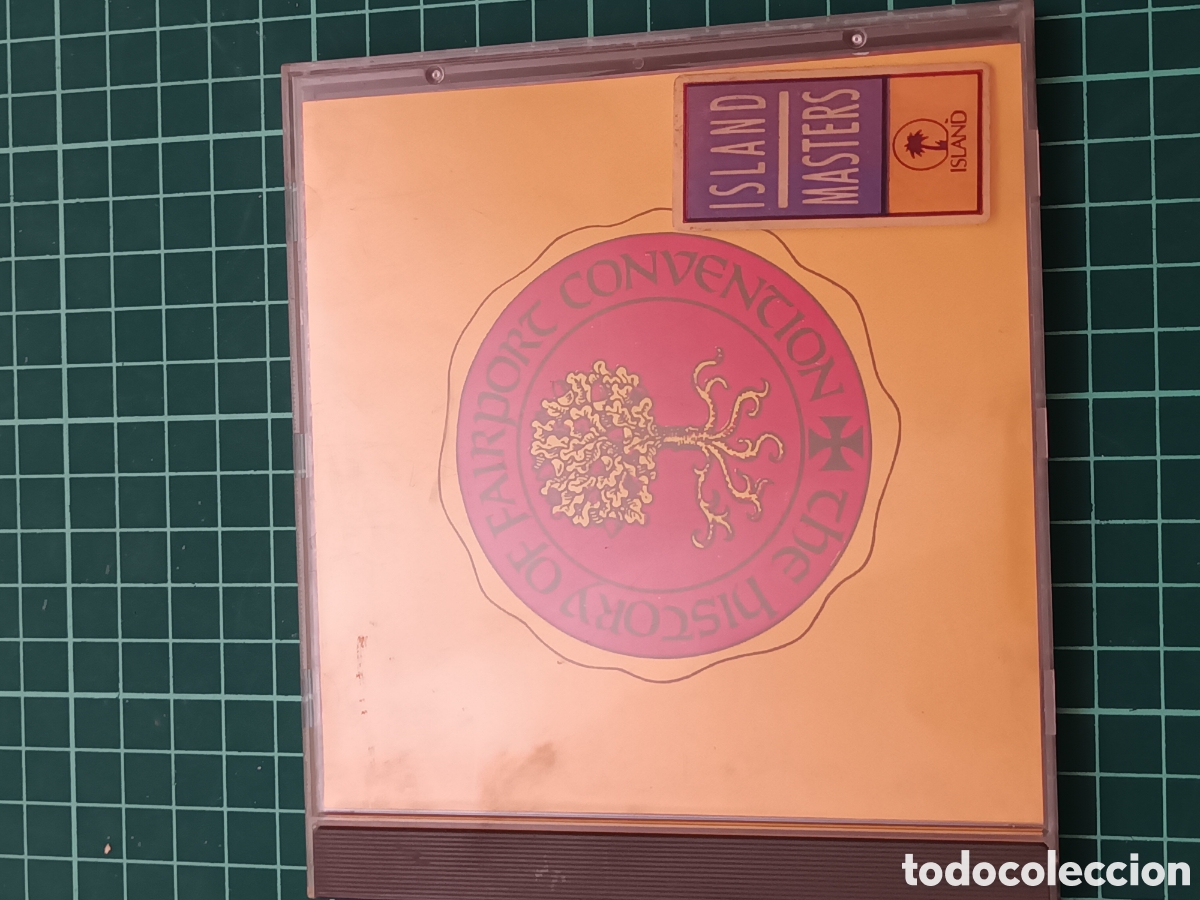 ISLAND
MASTERS
ISLAND
THE HISTORY OF FAIRPORT CONVENTION
todocoleccion